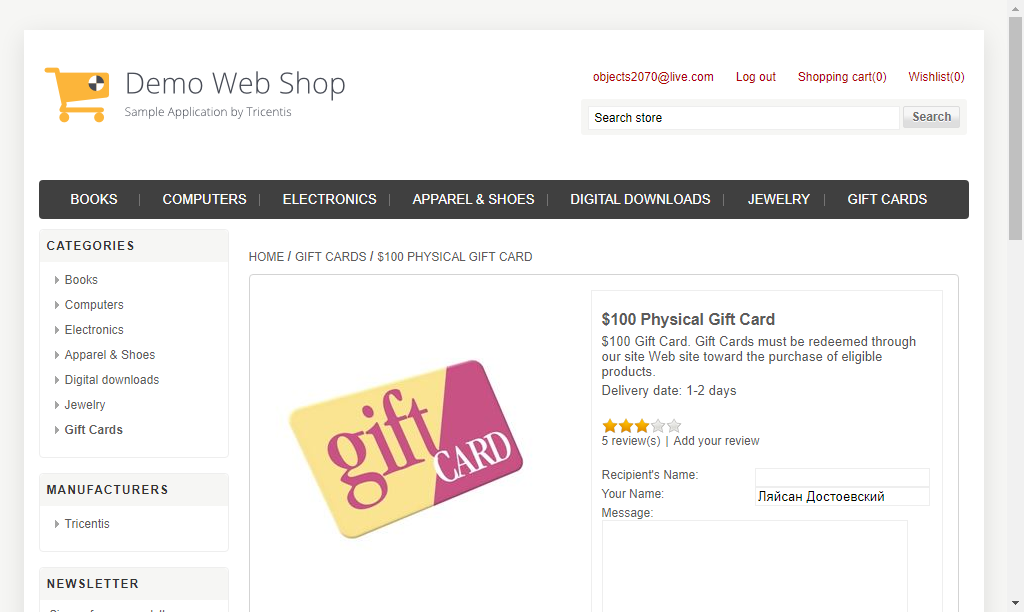 Demo Web Shop
Sample Application by Tricentis
objects2070@live.com Log out Shopping cart(0) Wishlist(0)
Search store Search
BOOKS | COMPUTERS | ELECTRONICS | APPAREL & SHOES | DIGITAL DOWNLOADS | JEWELRY | GIFT CARDS
CATEGORIES
Books
Computers
Electronics
Apparel & Shoes
Digital downloads
Jewelry
Gift Cards
MANUFACTURERS
Tricentis
NEWSLETTER
HOME / GIFT CARDS / $100 PHYSICAL GIFT CARD
gift
CARD
$100 Physical Gift Card
$100 Gift Card. Gift Cards must be redeemed through
our site Web site toward the purchase of eligible
products.
Delivery date: 1-2 days
5 review(s) | Add your review
Recipient's Name:
Your Name: Ляйсан Достоевский
Message: